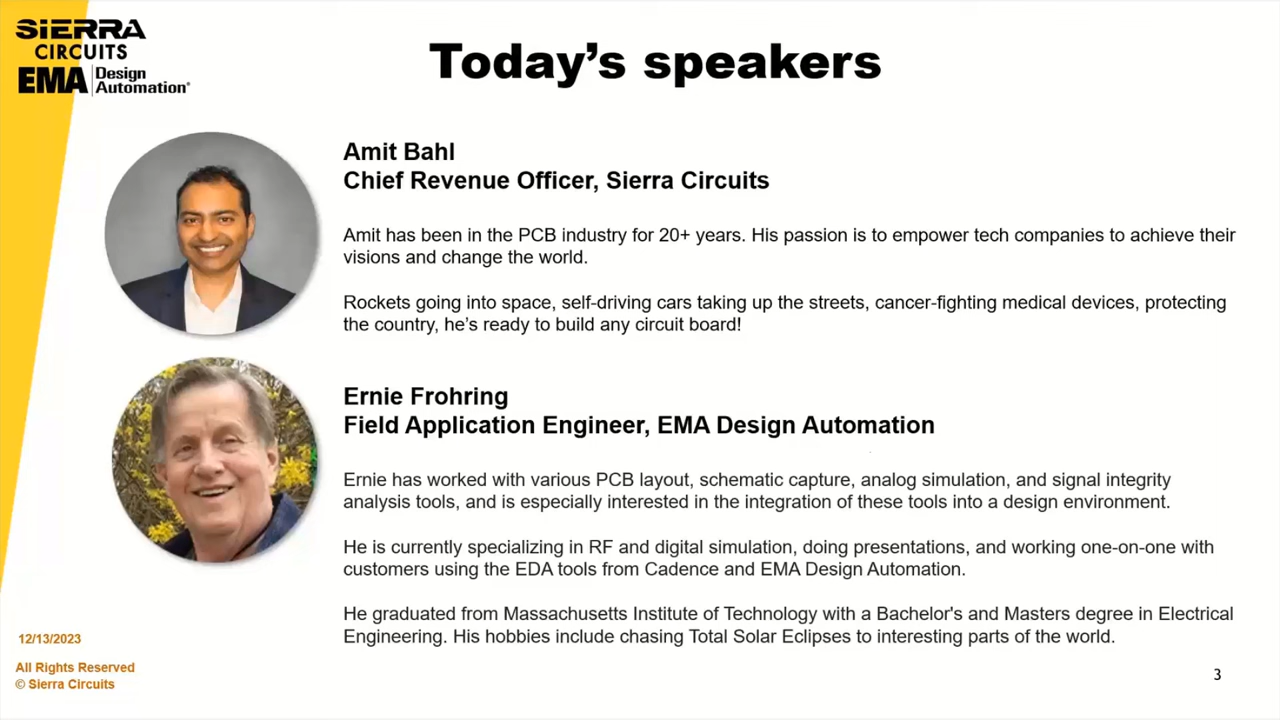 SIERRA
CIRCUITS
EMA Design
Automation®
Today’s speakers
Amit Bahl
Chief Revenue Officer, Sierra Circuits
Amit has been in the PCB industry for 20+ years. His passion is to empower tech companies to achieve their
visions and change the world.
Rockets going into space, self-driving cars taking up the streets, cancer-fighting medical devices, protecting
the country, he’s ready to build any circuit board!
Ernie Frohring
Field Application Engineer, EMA Design Automation
Ernie has worked with various PCB layout, schematic capture, analog simulation, and signal integrity
analysis tools, and is especially interested in the integration of these tools into a design environment.
He is currently specializing in RF and digital simulation, doing presentations, and working one-on-one with
customers using the EDA tools from Cadence and EMA Design Automation.
He graduated from Massachusetts Institute of Technology with a Bachelor's and Masters degree in Electrical
Engineering. His hobbies include chasing Total Solar Eclipses to interesting parts of the world.
12/13/2023
All Rights Reserved
© Sierra Circuits
3